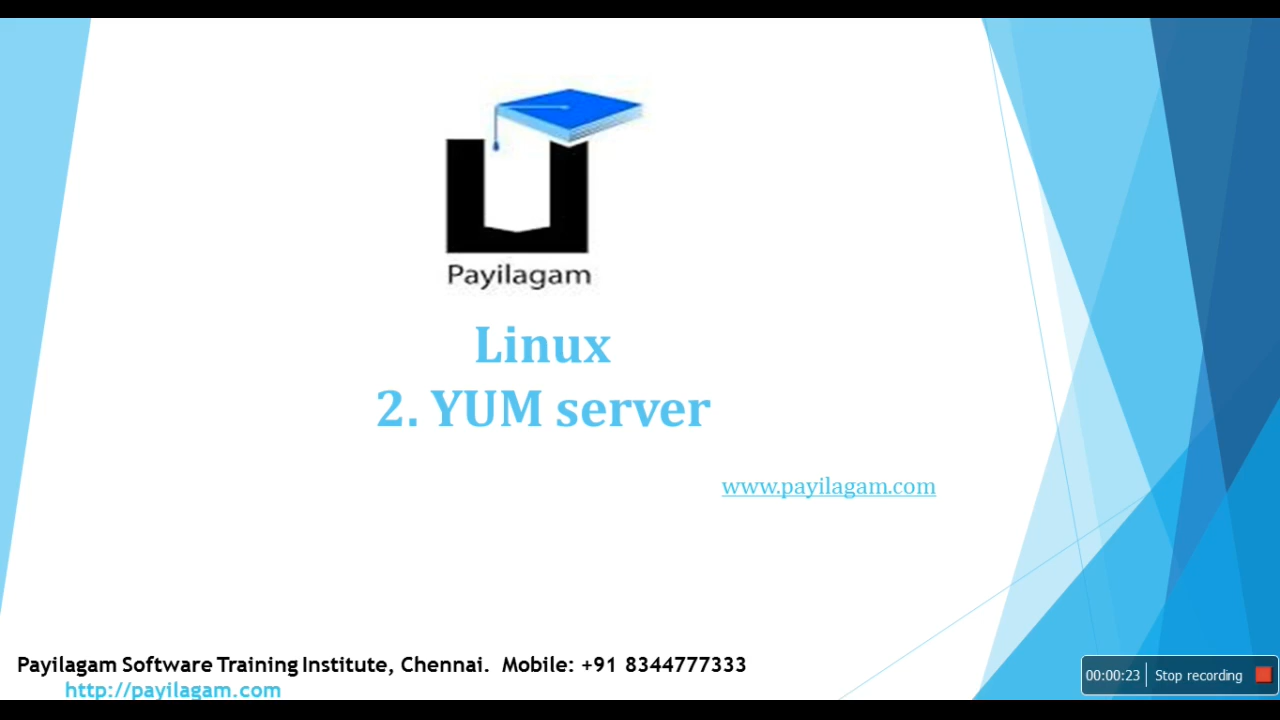 Payilagam
Linux
2. YUM server
www.payilagam.com
Payilagam Software Training Institute, Chennai. Mobile: +91 8344777333
http://payilagam.com
00:00:23 Stop recording